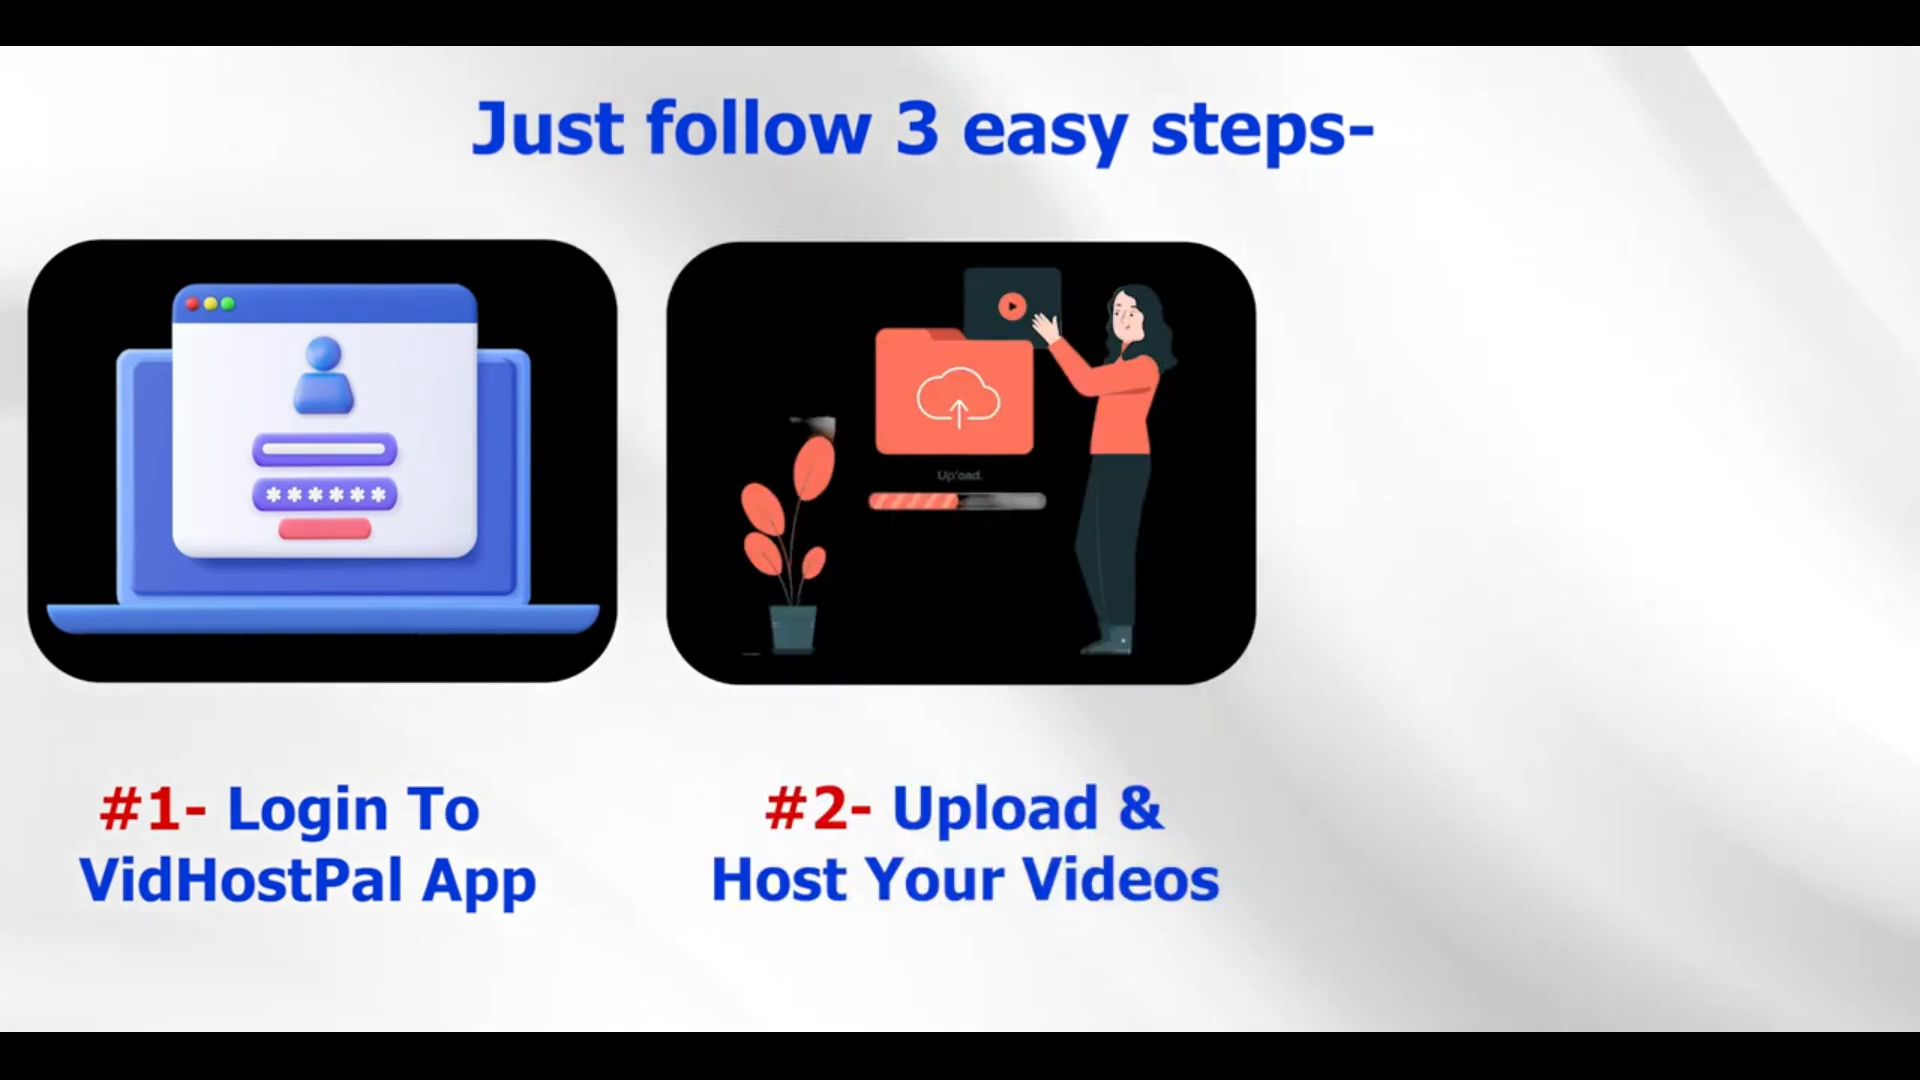 Just follow 3 easy steps-
******
#1- Login To
VidHostPal App
#2- Upload &
Host Your Videos